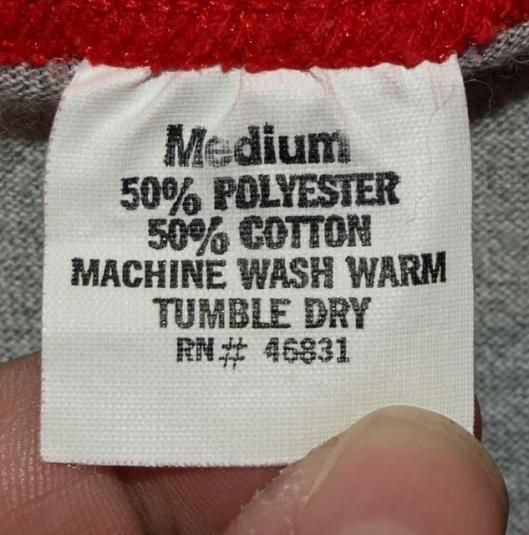 Medium
50% POLYESTER
50% COTTON
MACHINE WASH WARM
TUMBLE DRY
RN# 46831